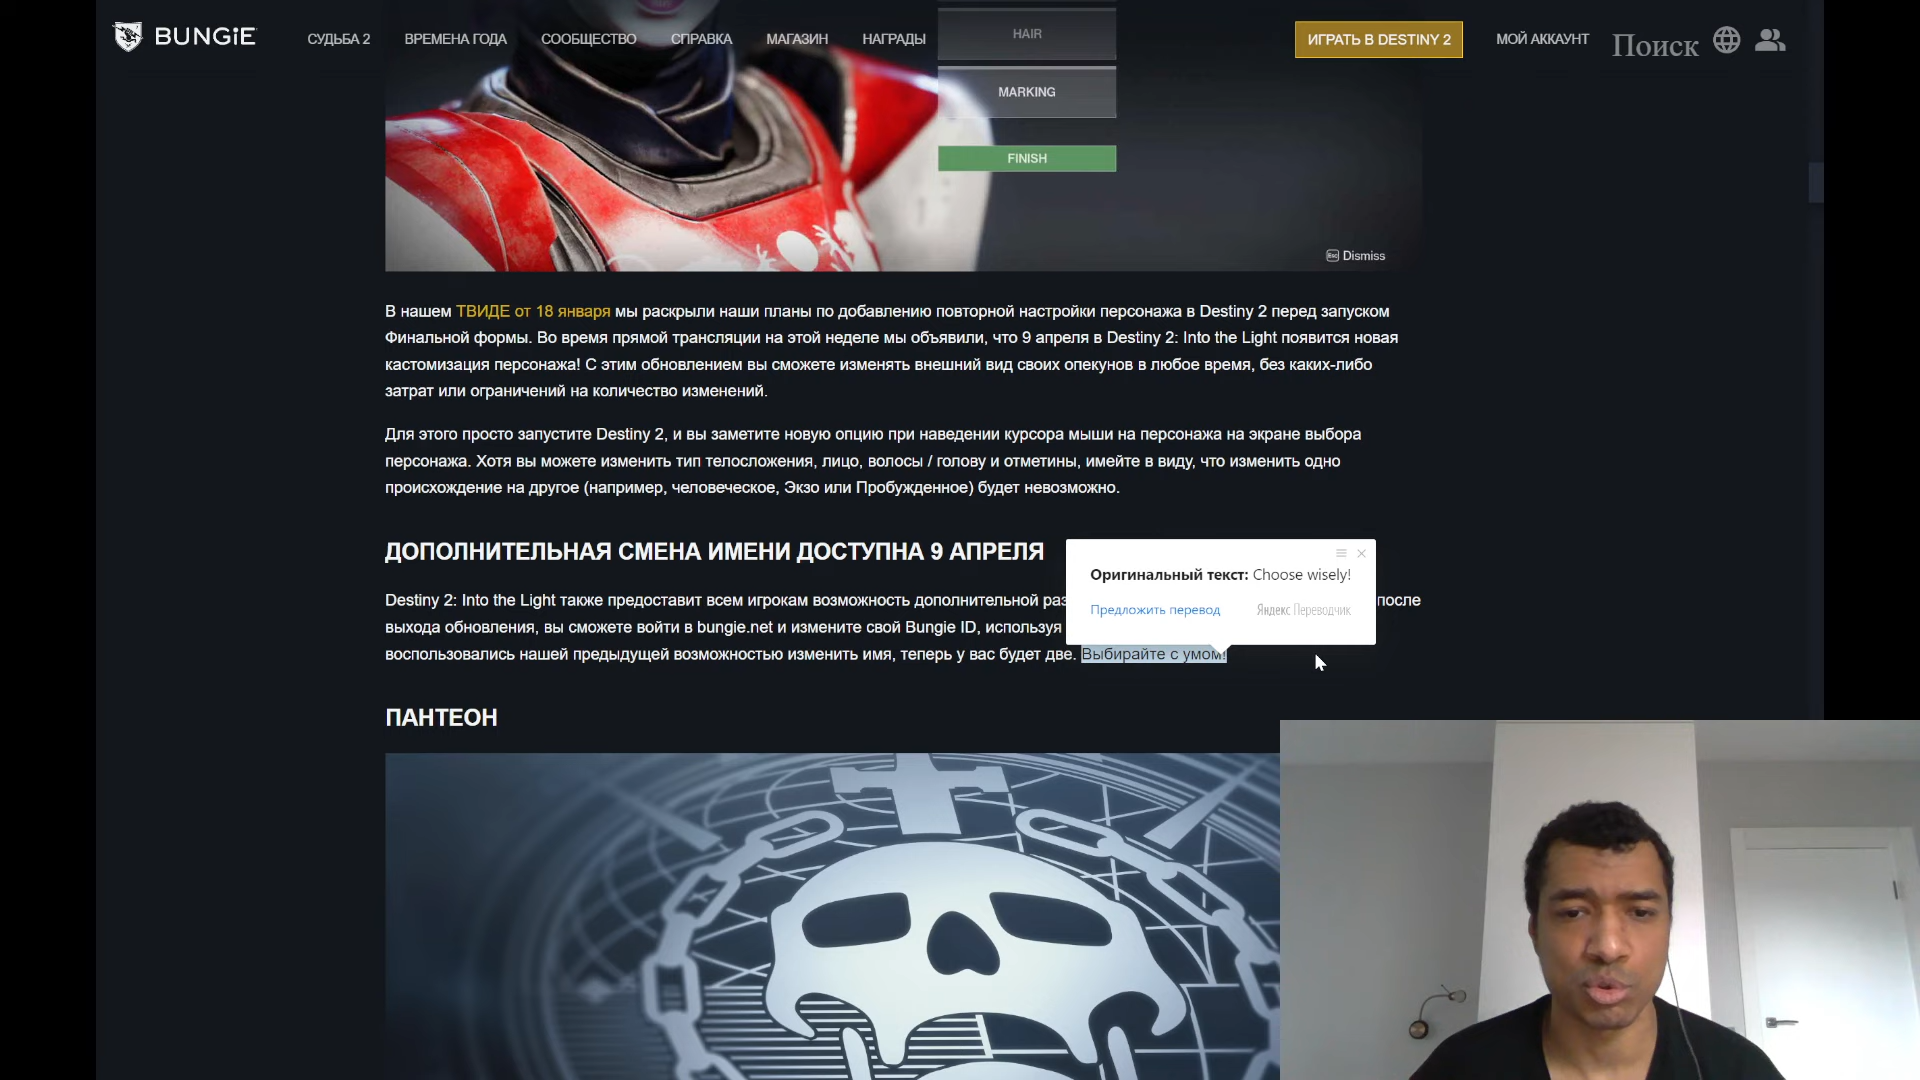 BUNGiE
СУДЬБА 2
ВРЕМЕНА ГОДА
СООБЩЕСТВО
СПРАВКА
МАГАЗИН
НАГРАДЫ
ИГРАТЬ В DESTINY 2
МОЙ АККАУНТ
Поиск
HAIR
MARKING
FINISH
Esc Dismiss
В нашем ТВИДЕ от 18 января мы раскрыли наши планы по добавлению повторной настройки персонажа в Destiny 2 перед запуском
Финальной формы. Во время прямой трансляции на этой неделе мы объявили, что 9 апреля в Destiny 2: Into the Light появится новая
кастомизация персонажа! С этим обновлением вы сможете изменять внешний вид своих опекунов в любое время, без каких-либо
затрат или ограничений на количество изменений.
Для этого просто запустите Destiny 2, и вы заметите новую опцию при наведении курсора мыши на персонажа на экране выбора
персонажа. Хотя вы можете изменить тип телосложения, лицо, волосы / голову и отметины, имейте в виду, что изменить одно
происхождение на другое (например, человеческое, Экзо или Пробужденное) будет невозможно.
ДОПОЛНИТЕЛЬНАЯ СМЕНА ИМЕНИ ДОСТУПНА 9 АПРЕЛЯ
Destiny 2: Into the Light также предоставит всем игрокам возможность дополнительной раз после
выхода обновления, вы сможете войти в bungie.net и измените свой Bungie ID, используя
воспользовались нашей предыдущей возможностью изменить имя, теперь у вас будет две. Выбирайте с умом!
Оригинальный текст: Choose wisely!
Предложить перевод
Яндекс Переводчик
ПАНТЕОН